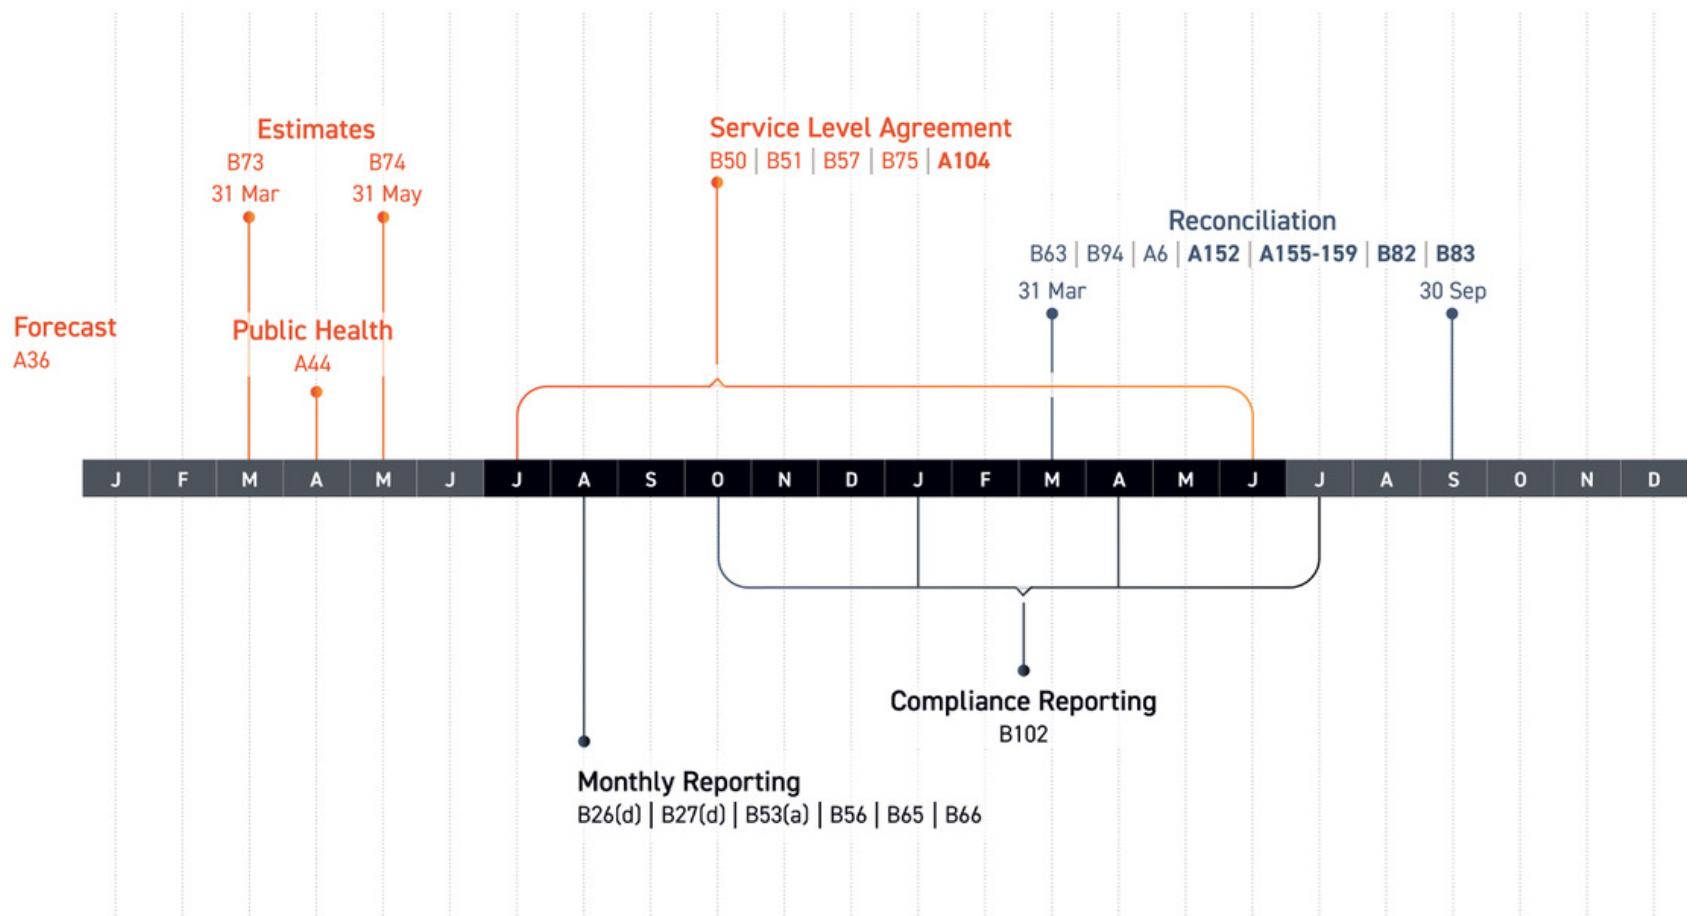 Estimates
B73
31 Mar
B74
31 May
Service Level Agreement
B50 | B51 | B57 | B75 | A104
Reconciliation
B63 | B94 | A6 | A152 | A155-159 | B82 | B83
31 Mar
30 Sep
Forecast
A36
Public Health
A44
J F M A M J J A S O N D J F M A M J J A S O N D
Compliance Reporting
B102
Monthly Reporting
B26(d) | B27(d) | B53(a) | B56 | B65 | B66